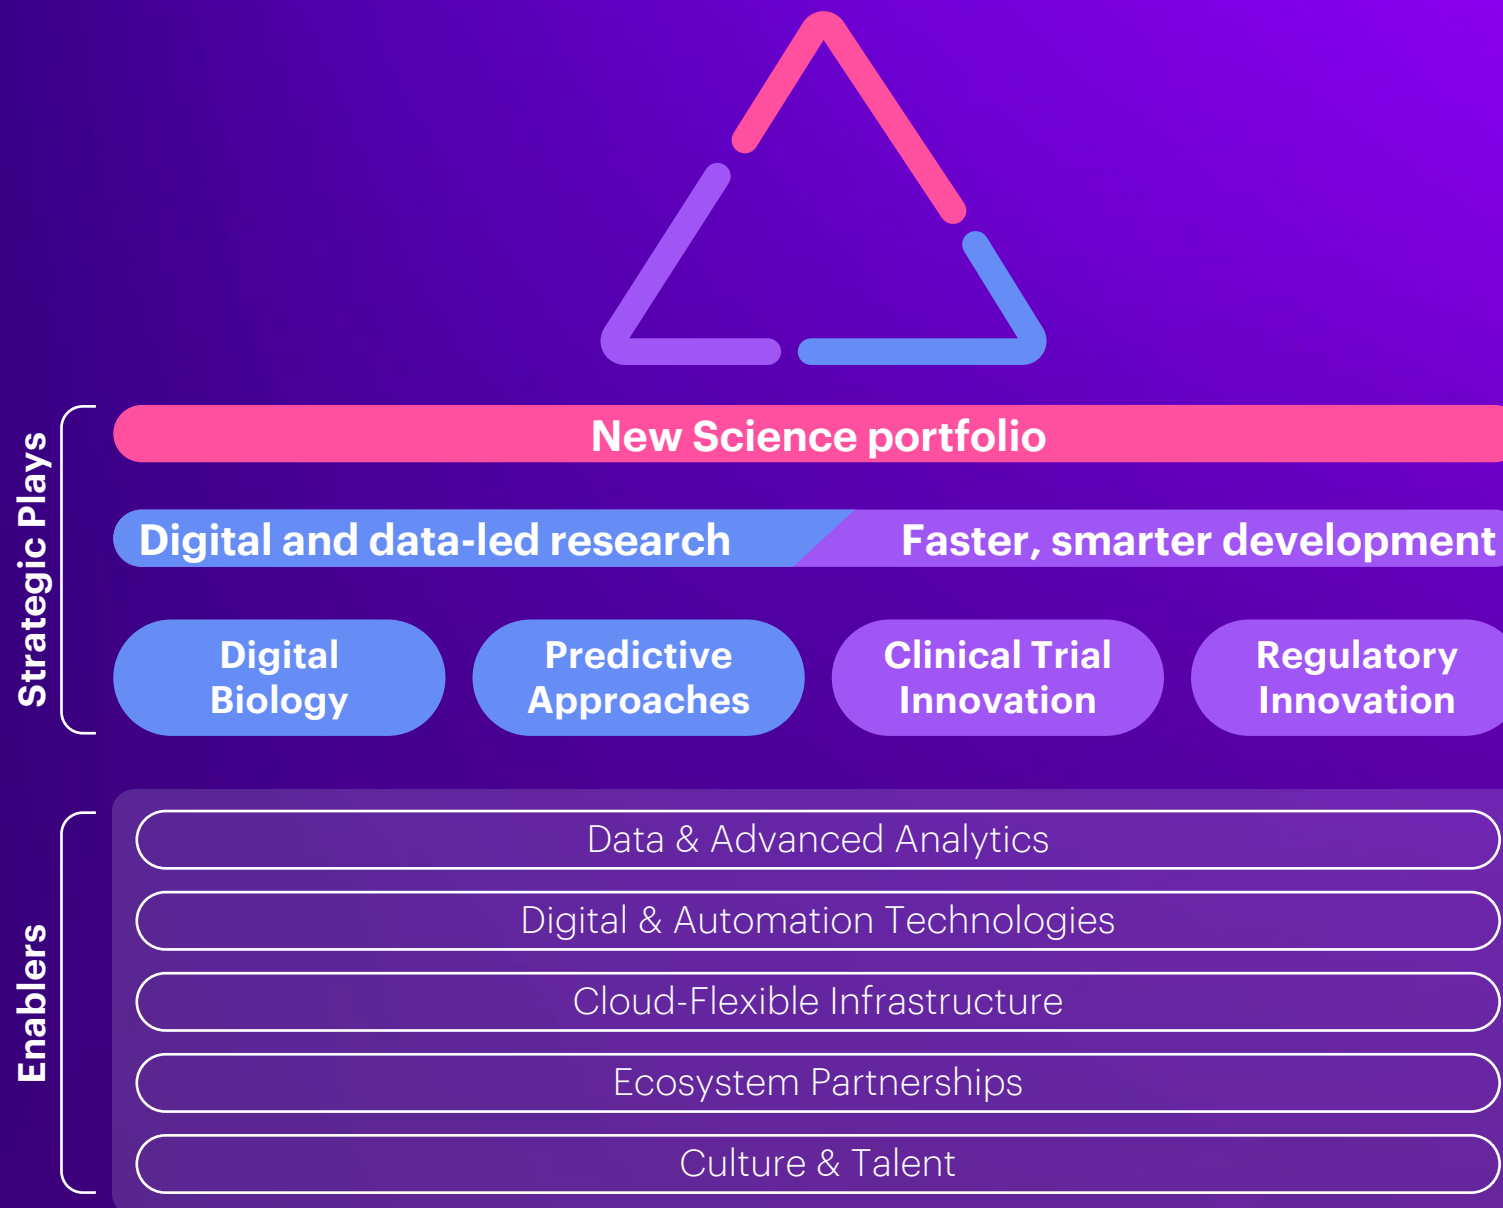 Strategic Plays
New Science portfolio
Digital and data-led research
Faster, smarter development
Digital
Biology
Predictive
Approaches
Clinical Trial
Innovation
Regulatory
Innovation
Enablers
Data & Advanced Analytics
Digital & Automation Technologies
Cloud-Flexible Infrastructure
Ecosystem Partnerships
Culture & Talent